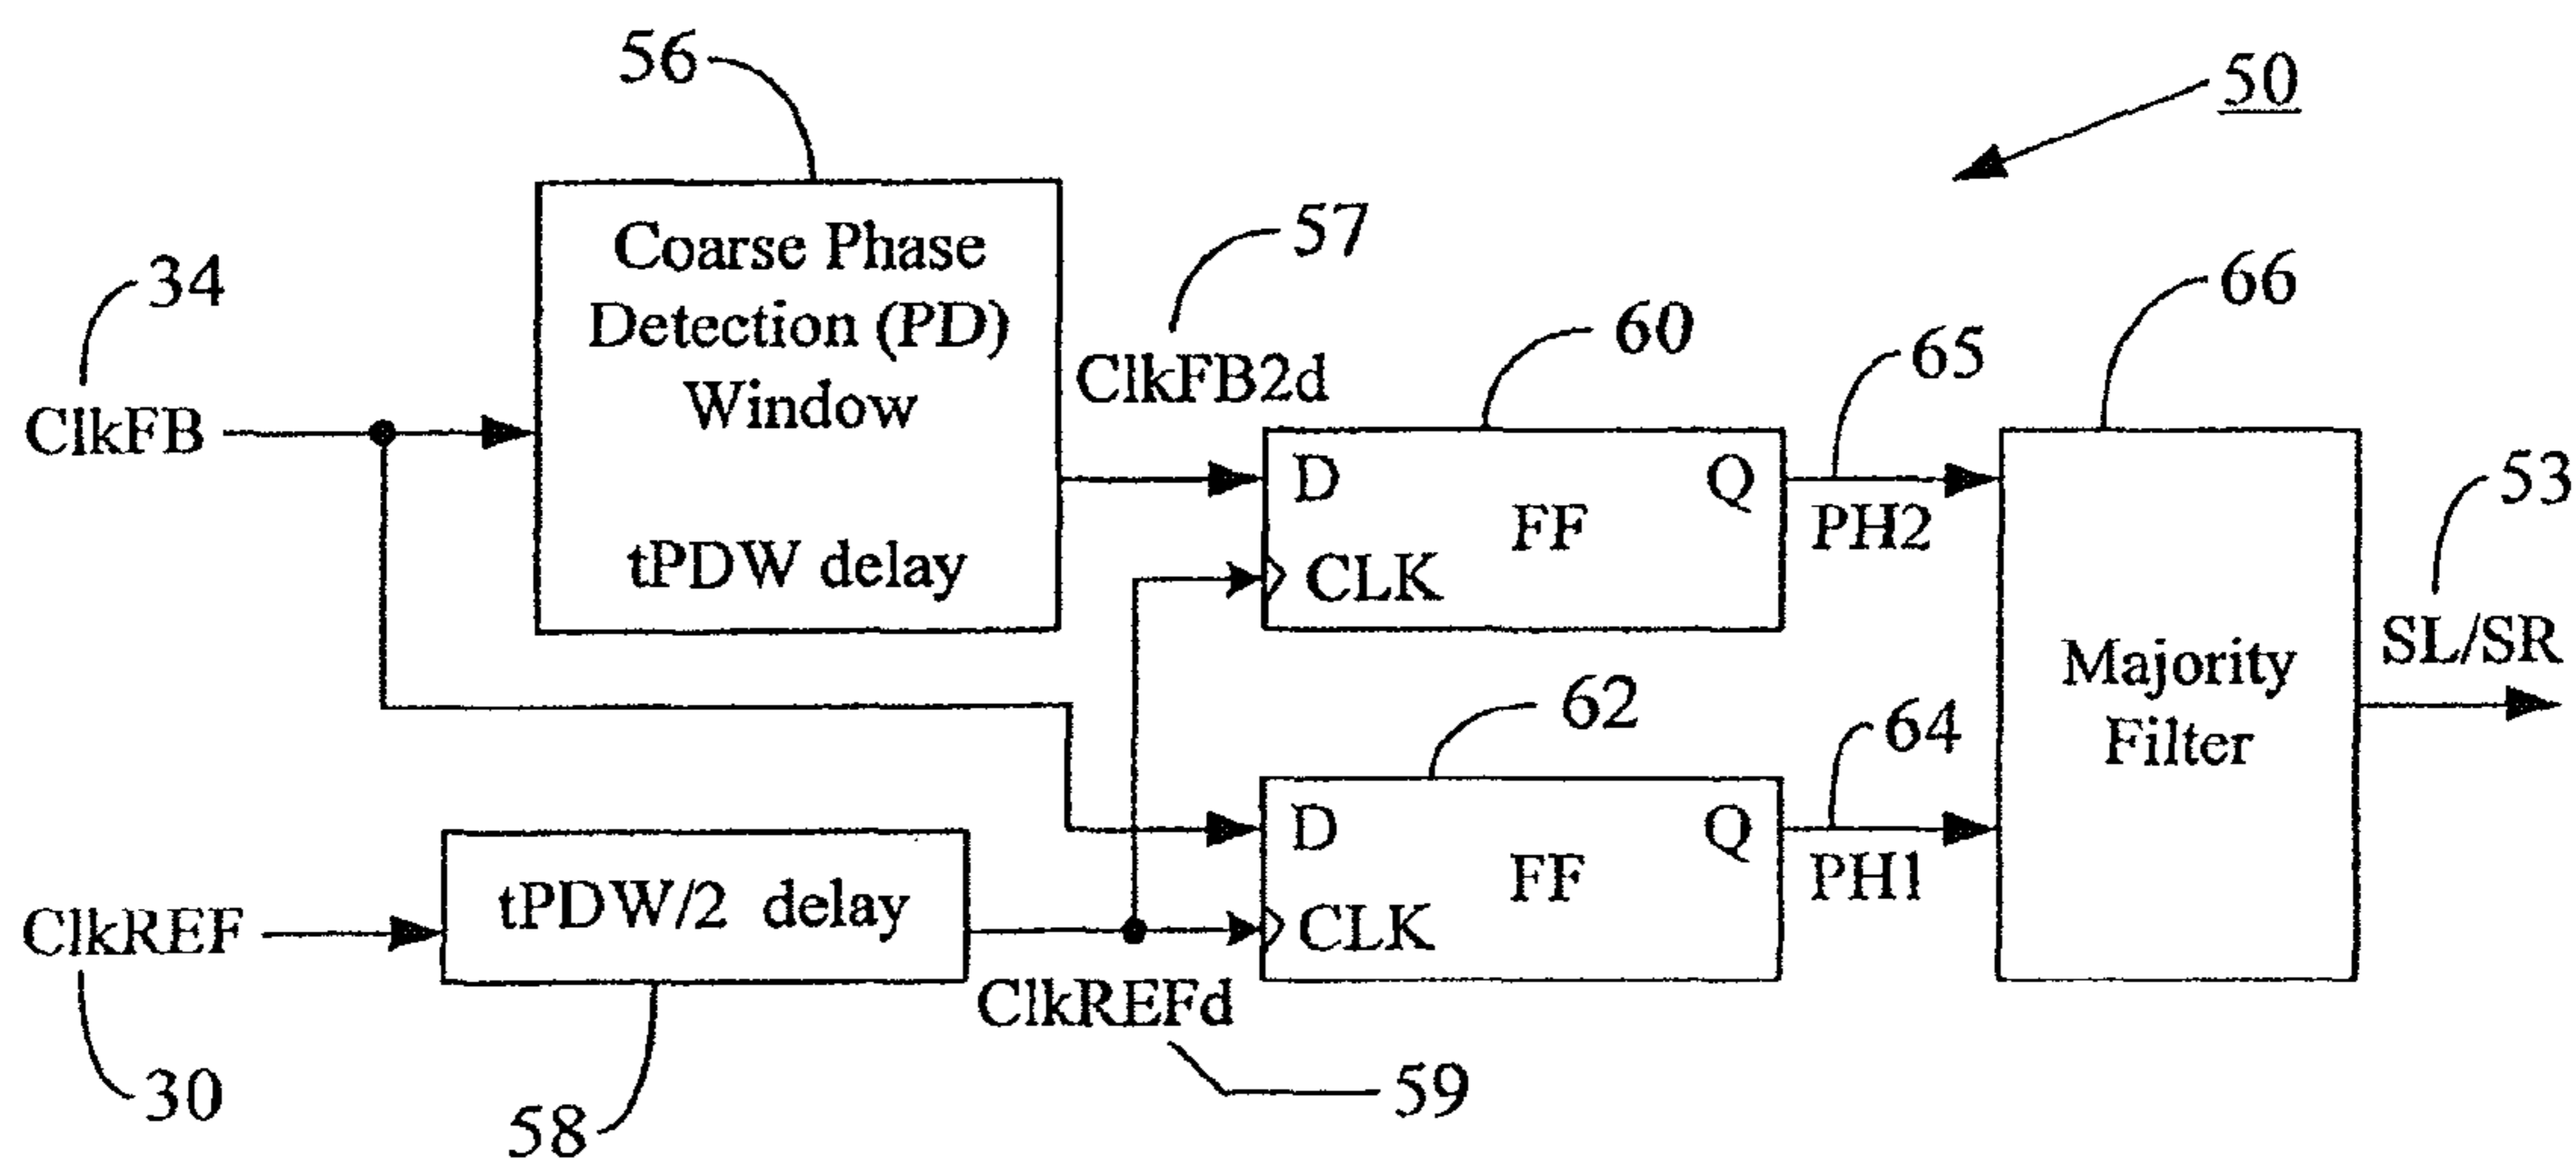 56
50
Coarse Phase
Detection (PD)
Window
tPDW delay
57
ClkFB2d
34
ClkFB
60
65
66
D
Q
FF
CLK
PH2
53
SL/SR
Majority
Filter
62
64
D
Q
FF
CLK
PH1
tPDW/2 delay
ClkREF
ClkREFd
30
58
59